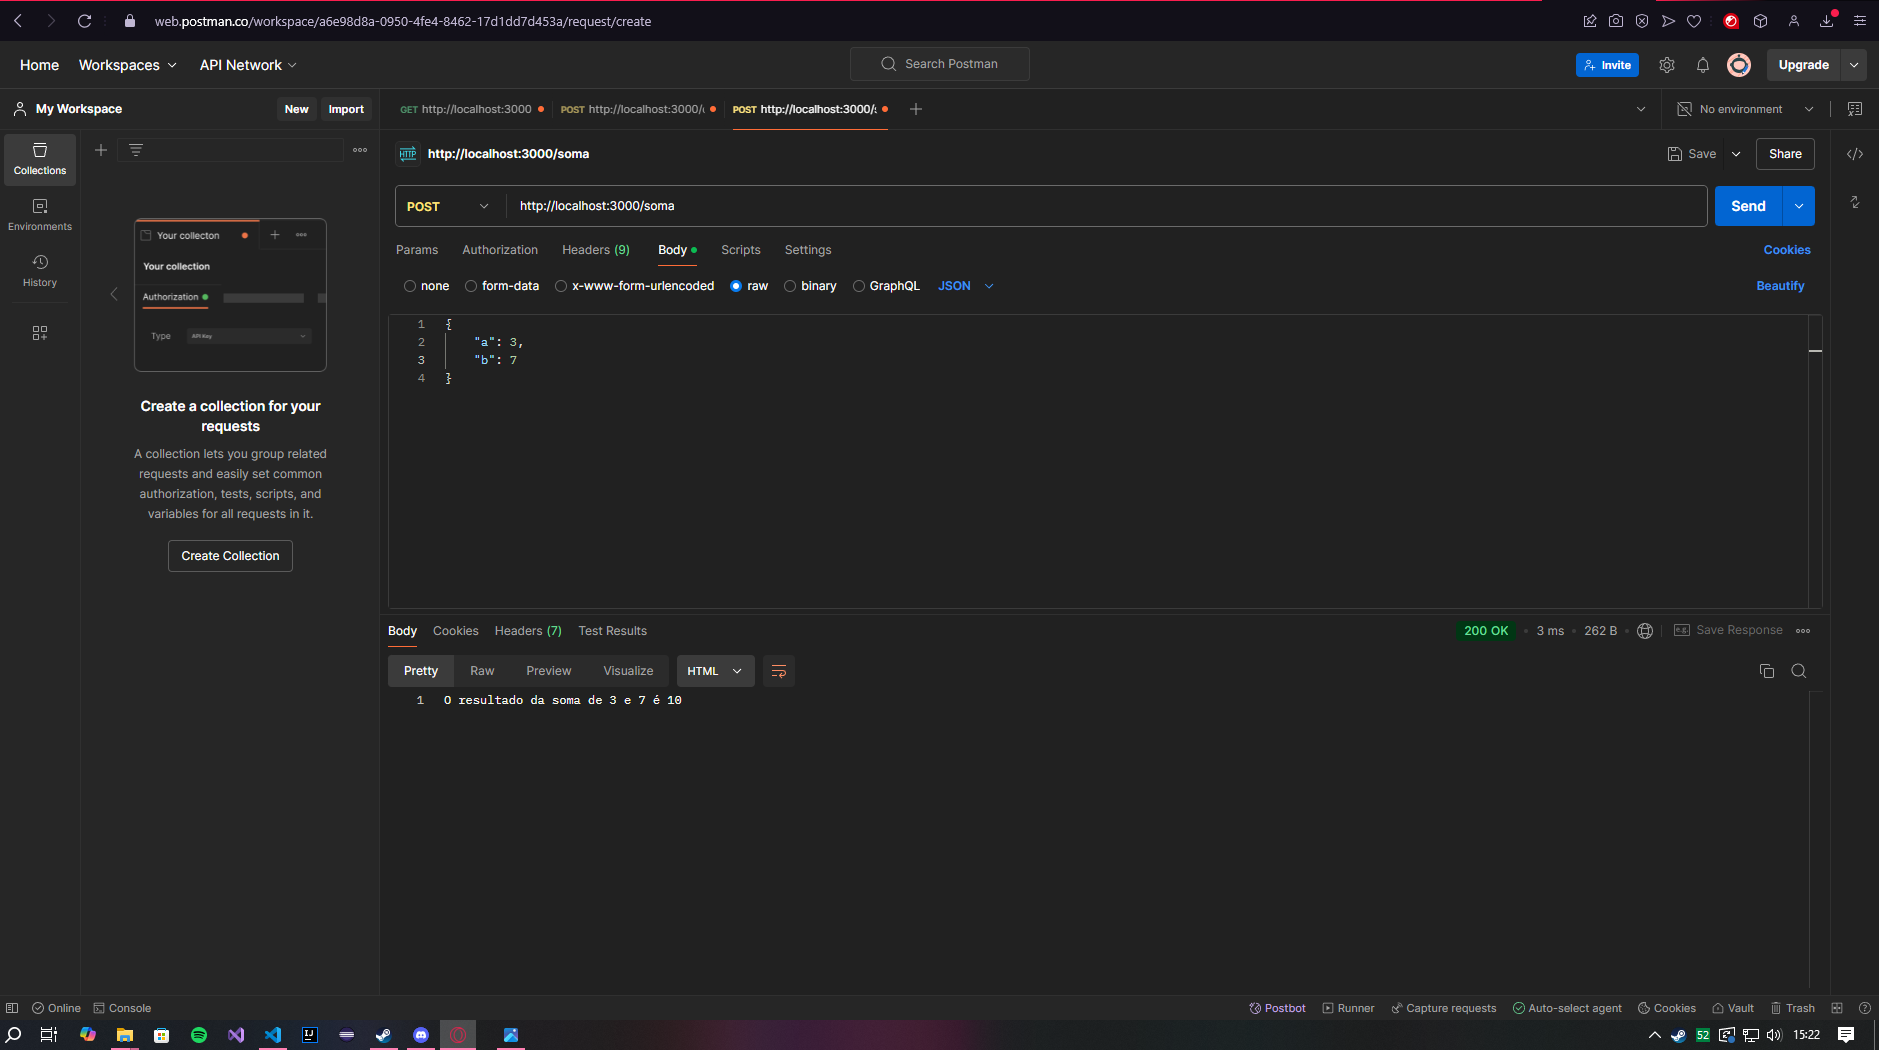 web.postman.co/workspace/a6e98d8a-0950-4fe4-8462-17d1dd7d453a/request/create
Home Workspaces API Network Search Postman Invite Upgrade
My Workspace New Import GET http://localhost:3000 POST http://localhost:3000/ POST http://localhost:3000/s No environment
Collections
Environments
History
Your collecton
Your collection
Authorization
Type API Key
Create a collection for your
requests
A collection lets you group related
requests and easily set common
authorization, tests, scripts, and
variables for all requests in it.
Create Collection
HTTP http://localhost:3000/soma Save Share
POST http://localhost:3000/soma Send
Params Authorization Headers (9) Body Scripts Settings Cookies
none form-data x-www-form-urlencoded raw binary GraphQL JSON Beautify
1 {
2 "a": 3,
3 "b": 7
4 }
Body Cookies Headers (7) Test Results 200 OK 3 ms 262 B e.g. Save Response
Pretty Raw Preview Visualize HTML
1 O resultado da soma de 3 e 7 é 10
Online Console Postbot Runner Capture requests Auto-select agent Cookies Vault Trash
IJ 52 15:22